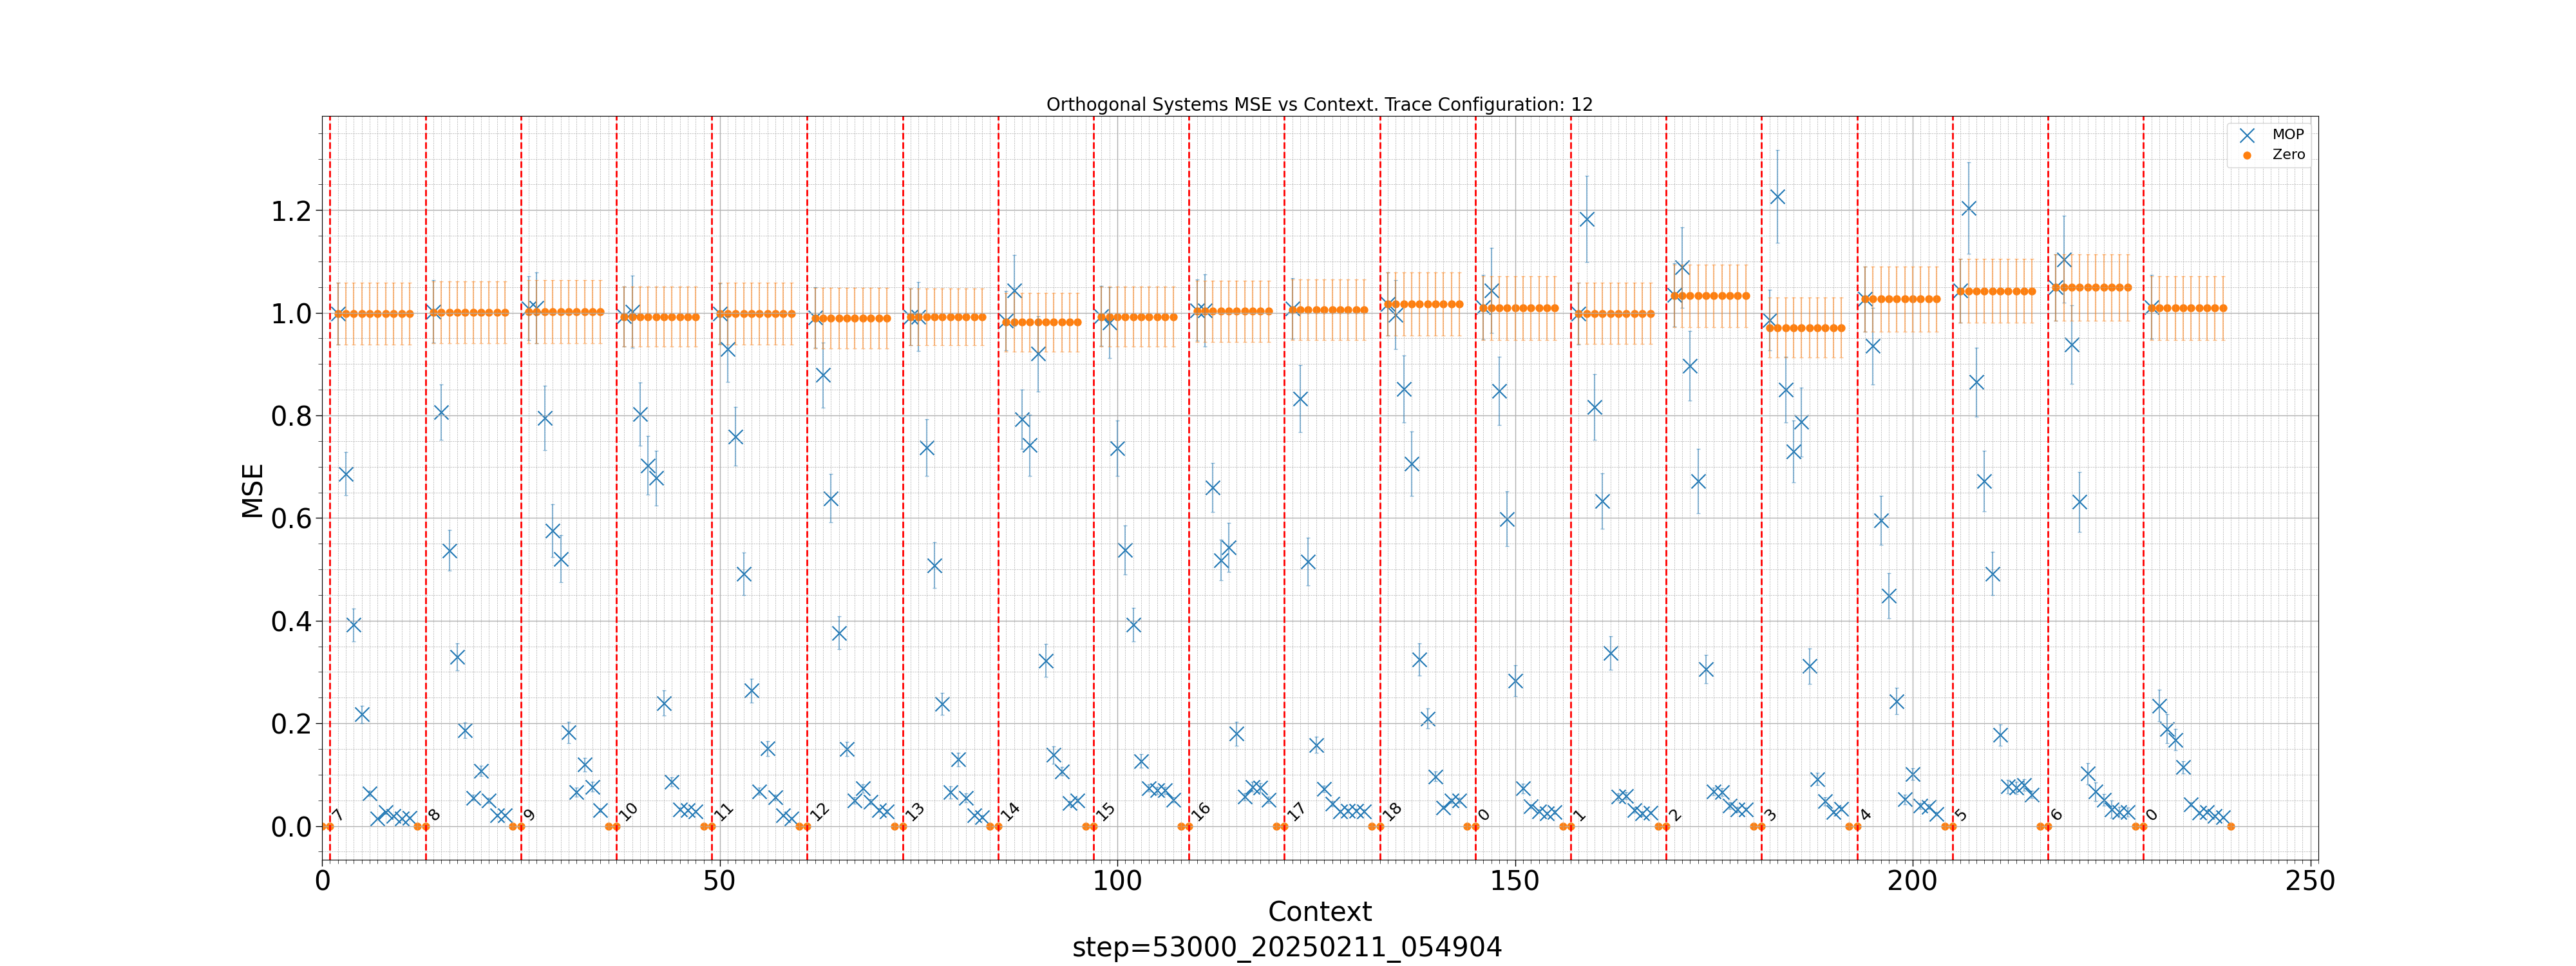 Orthogonal Systems MSE vs Context. Trace Configuration: 12
MOP
Zero
1.2
1.0
0.8
0.6
0.4
0.2
0.0
MSE
7 8 9 10 11 12 13 14 15 16 17 18 0 1 2 3 4 5 6 0
0 50 100 150 200 250
Context
step=53000_20250211_054904